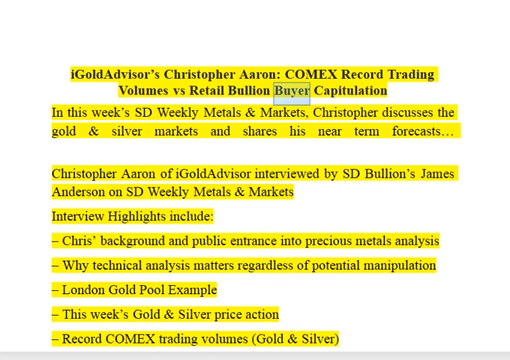 iGoldAdvisor’s Christopher Aaron: COMEX Record Trading
Volumes vs Retail Bullion Buyer Capitulation
In this week’s SD Weekly Metals & Markets, Christopher discusses the
gold & silver markets and shares his near term forecasts…
Christopher Aaron of iGoldAdvisor interviewed by SD Bullion’s James
Anderson on SD Weekly Metals & Markets
Interview Highlights include:
– Chris’ background and public entrance into precious metals analysis
– Why technical analysis matters regardless of potential manipulation
– London Gold Pool Example
– This week’s Gold & Silver price action
– Record COMEX trading volumes (Gold & Silver)